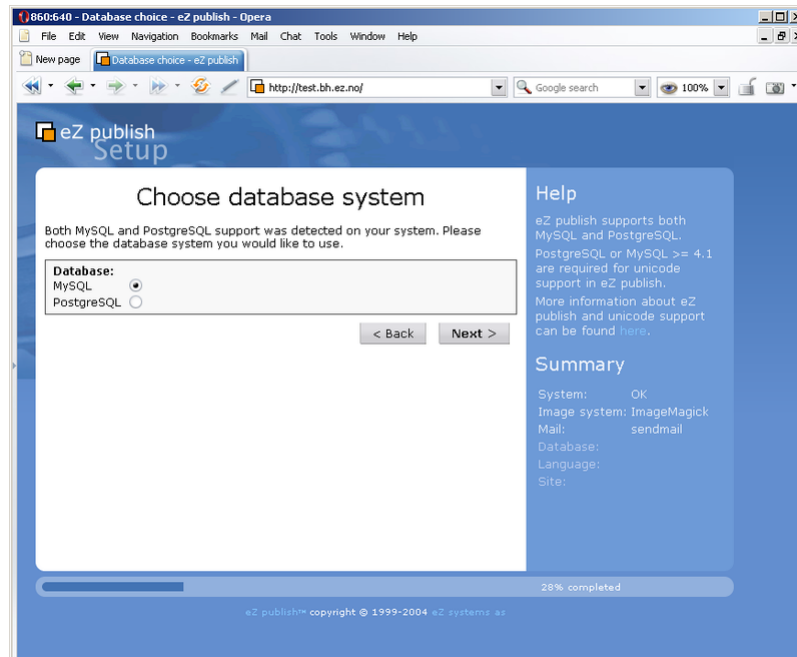 860:640 - Database choice - eZ publish - Opera
File Edit View Navigation Bookmarks Mail Chat Tools Window Help
New page Database choice - eZ publish
http://test.bh.ez.no/ Google search 100%
eZ publish
Setup
Choose database system
Both MySQL and PostgreSQL support was detected on your system. Please
choose the database system you would like to use.
Database:
MySQL
PostgreSQL
< Back Next >
Help
eZ publish supports both
MySQL and PostgreSQL.
PostgreSQL or MySQL >= 4.1
are required for unicode
support in eZ publish.
More information about eZ
publish and unicode support
can be found here.
Summary
System: OK
Image system: ImageMagick
Mail: sendmail
Database:
Language:
Site:
28% completed
eZ publish™ copyright © 1999-2004 eZ systems as